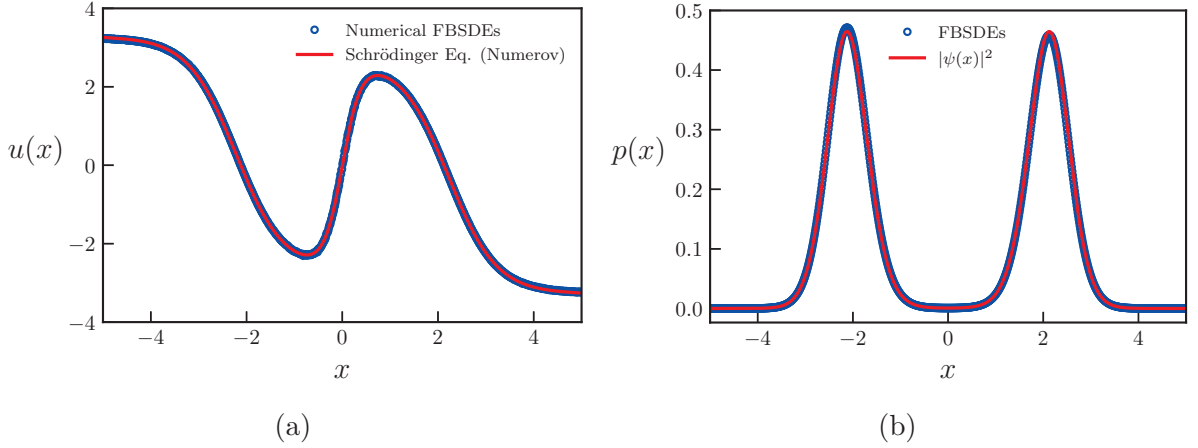 4
2
0
−2
−4
u(x)
Numerical FBSDEs
Schrödinger Eq. (Numerov)
−4 −2 0 2 4
x
(a)
0.5
0.4
0.3
0.2
0.1
0.0
p(x)
FBSDEs
|ψ(x)|²
−4 −2 0 2 4
x
(b)